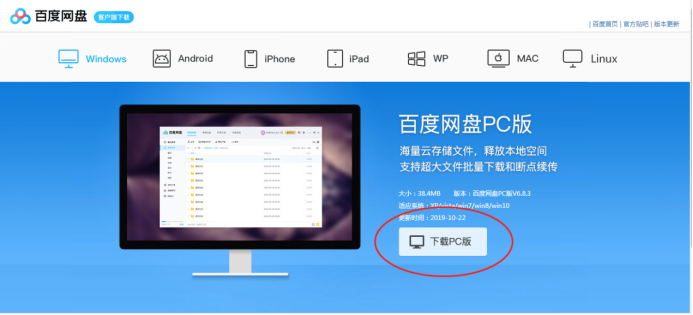 百度网盘 客户端下载
| 百度首页 | 官方贴吧 | 版本更新
Windows Android iPhone iPad WP MAC Linux
百度网盘PC版
海量云存储文件，释放本地空间
支持超大文件批量下载和断点续传
大小：38.4MB 版本：百度网盘PC版V6.8.3
适应系统：XP/vista/win7/win8/win10
更新时间：2019-10-22
下载PC版
百度网盘